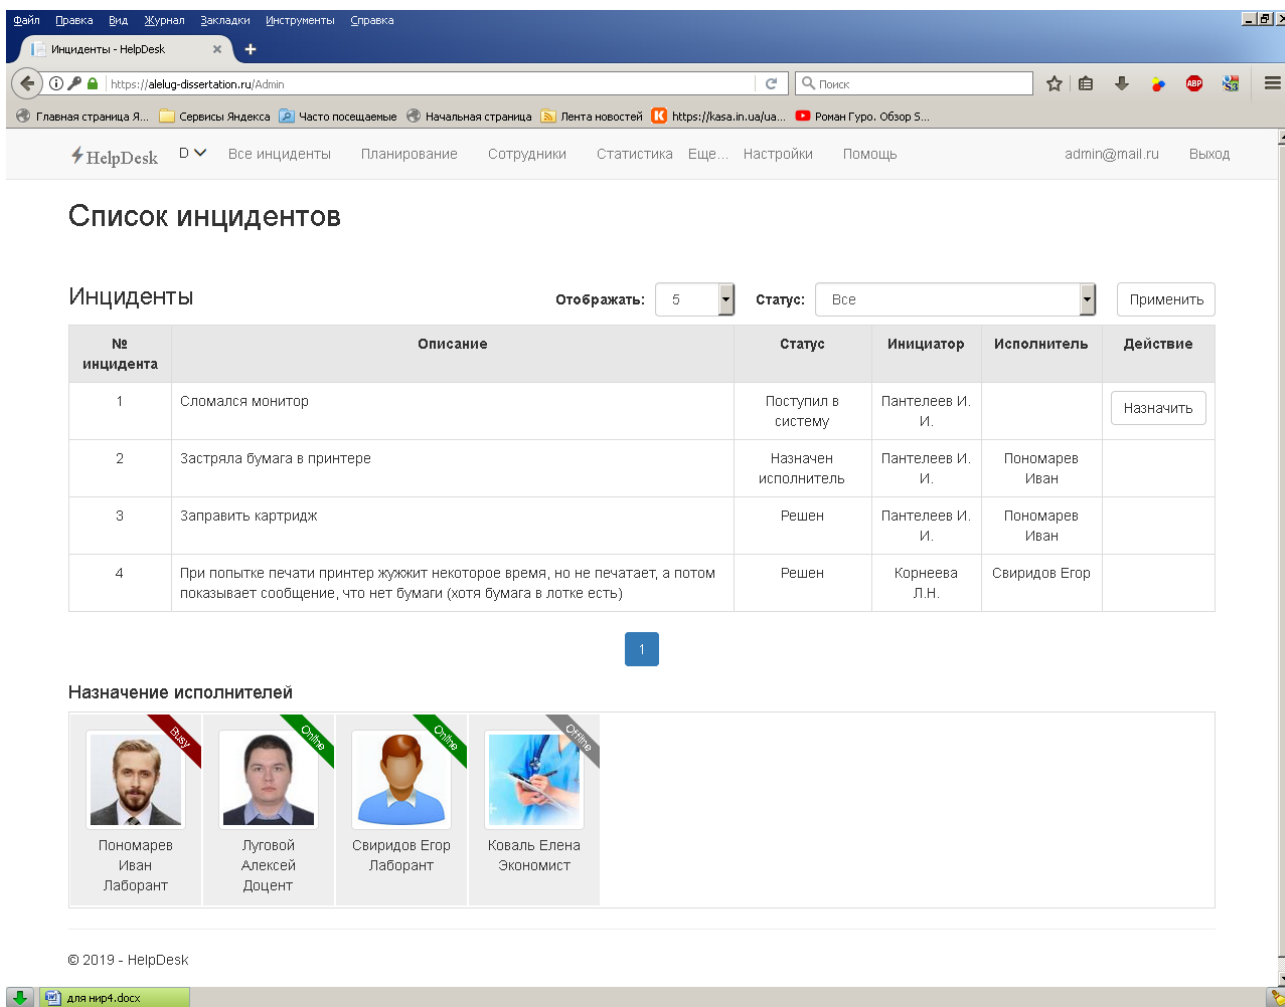 Файл Правка Вид Журнал Закладки Инструменты Справка
Инциденты - HelpDesk
https://alelug-dissertation.ru/Admin
Поиск
ABP
S3
Главная страница Я... Сервисы Яндекса Часто посещаемые Начальная страница Лента новостей https://kasa.in.ua/ua... Роман Гуро. Обзор S...
HelpDesk D Все инциденты Планирование Сотрудники Статистика Еще... Настройки Помощь admin@mail.ru Выход
Список инцидентов
Инциденты Отображать: 5 Статус: Все Применить
№ Описание Статус Инициатор Исполнитель Действие
инцидента
1 Сломался монитор Поступил в Пантелеев И. Назначить
систему И.
2 Застряла бумага в принтере Назначен Пантелеев И. Пономарев
исполнитель И. Иван
3 Заправить картридж Решен Пантелеев И. Пономарев
И. Иван
4 При попытке печати принтер жужжит некоторое время, но не печатает, а потом Решен Корнеева Свиридов Егор
показывает сообщение, что нет бумаги (хотя бумага в лотке есть) Л.Н.
1
Назначение исполнителей
Busy Online Online Offline
Пономарев Луговой Свиридов Егор Коваль Елена
Иван Алексей Лаборант Экономист
Лаборант Доцент
© 2019 - HelpDesk
для нир4.docx